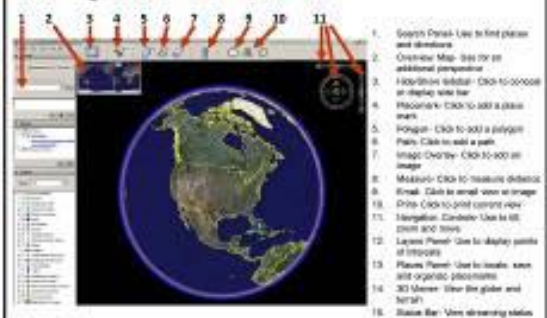 1 2 3 4 5 6 7 8 9 10 11
1. Search Panel- Use to find places
and directions
2. Overview Map- Use for an
additional perspective
3. Hide/Show sidebar- Click to conceal
or display side bar
4. Placemark- Click to add a place
mark
5. Polygon- Click to add a polygon
6. Path- Click to add a path
7. Image Overlay- Click to add an
image
8. Measure- Click to measure distance
9. Email- Click to email view or image
10. Print- Click to print current view
11. Navigation Controls- Use to tilt
zoom and move
12. Layers Panel- Use to display points
of interests
13. Places Panel- Use to locate, save
and organize placemarks
14. 3D Viewer- View the globe and
terrain
15. Status Bar- View streaming status